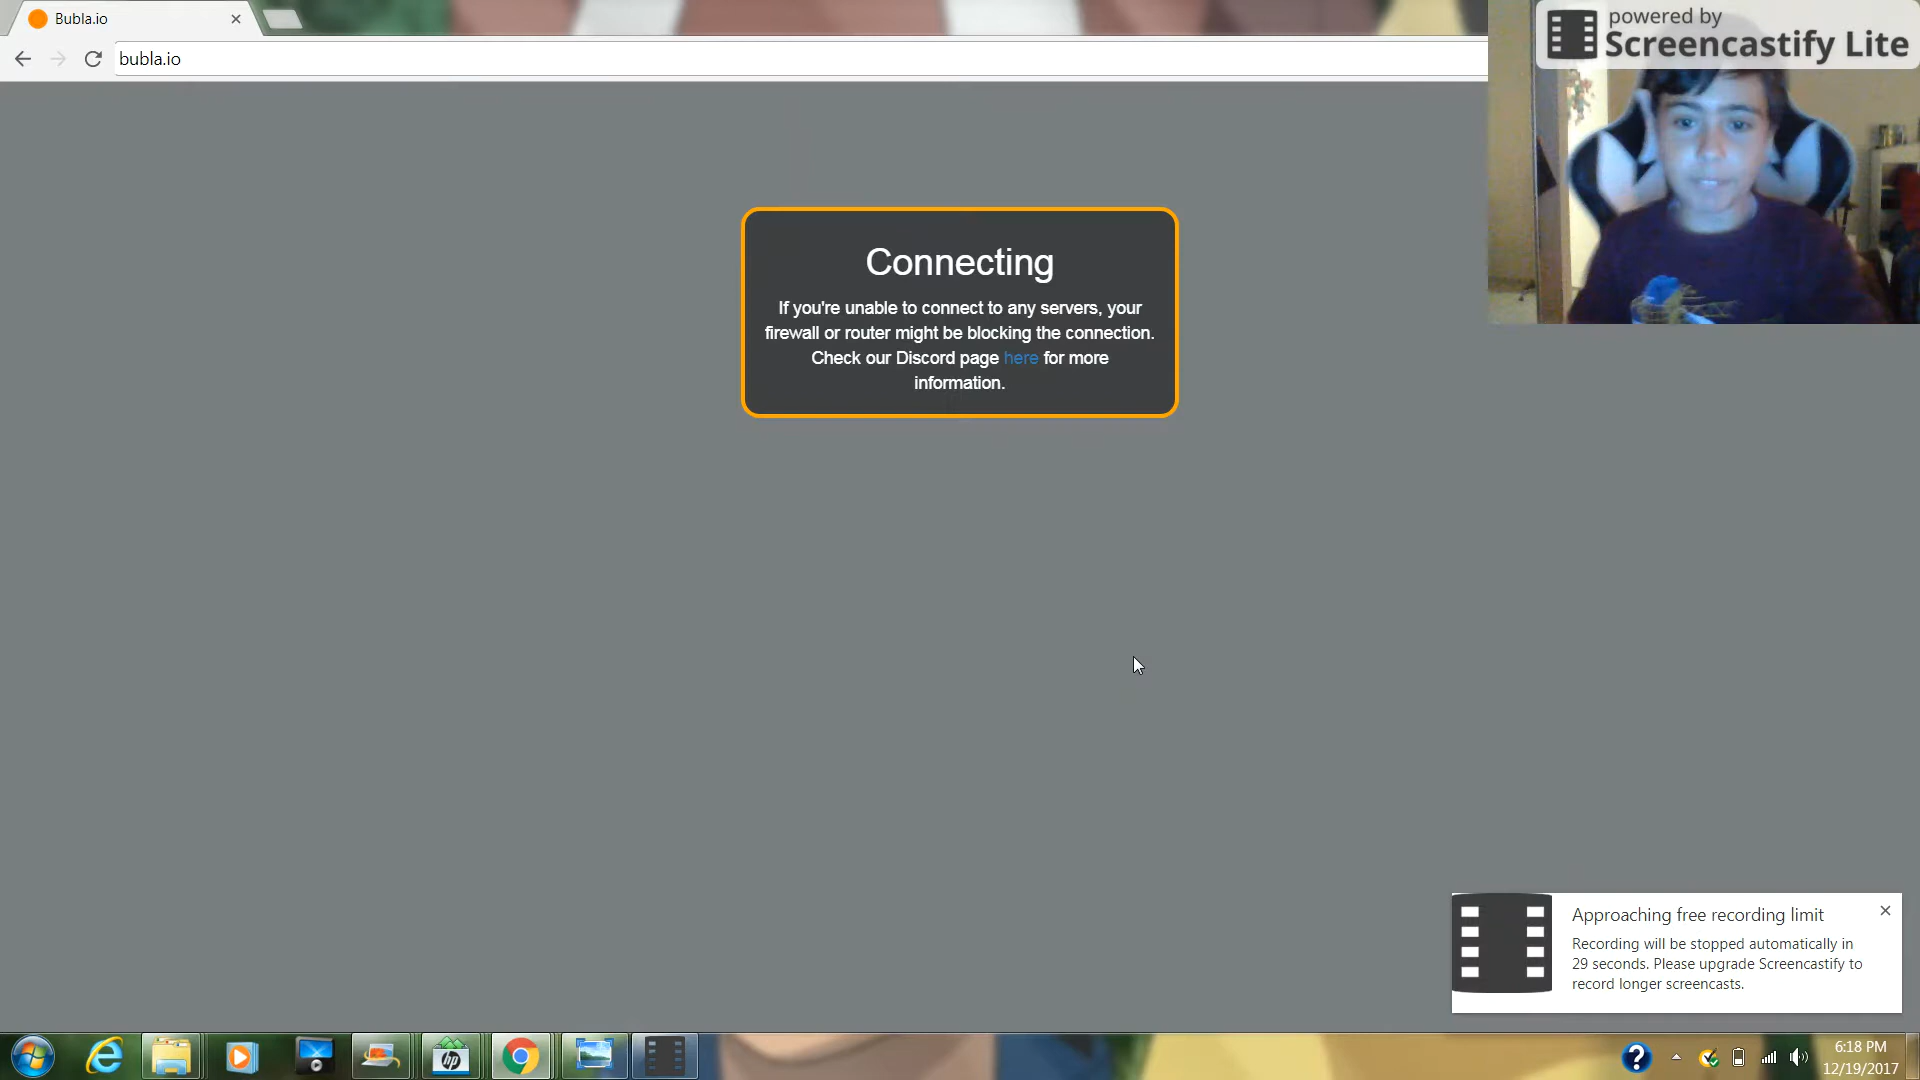 Bubla.io
bubla.io
powered by
Screencastify Lite
Connecting
If you're unable to connect to any servers, your
firewall or router might be blocking the connection.
Check our Discord page here for more
information.
Approaching free recording limit
Recording will be stopped automatically in
29 seconds. Please upgrade Screencastify to
record longer screencasts.
hp
6:18 PM
12/19/2017